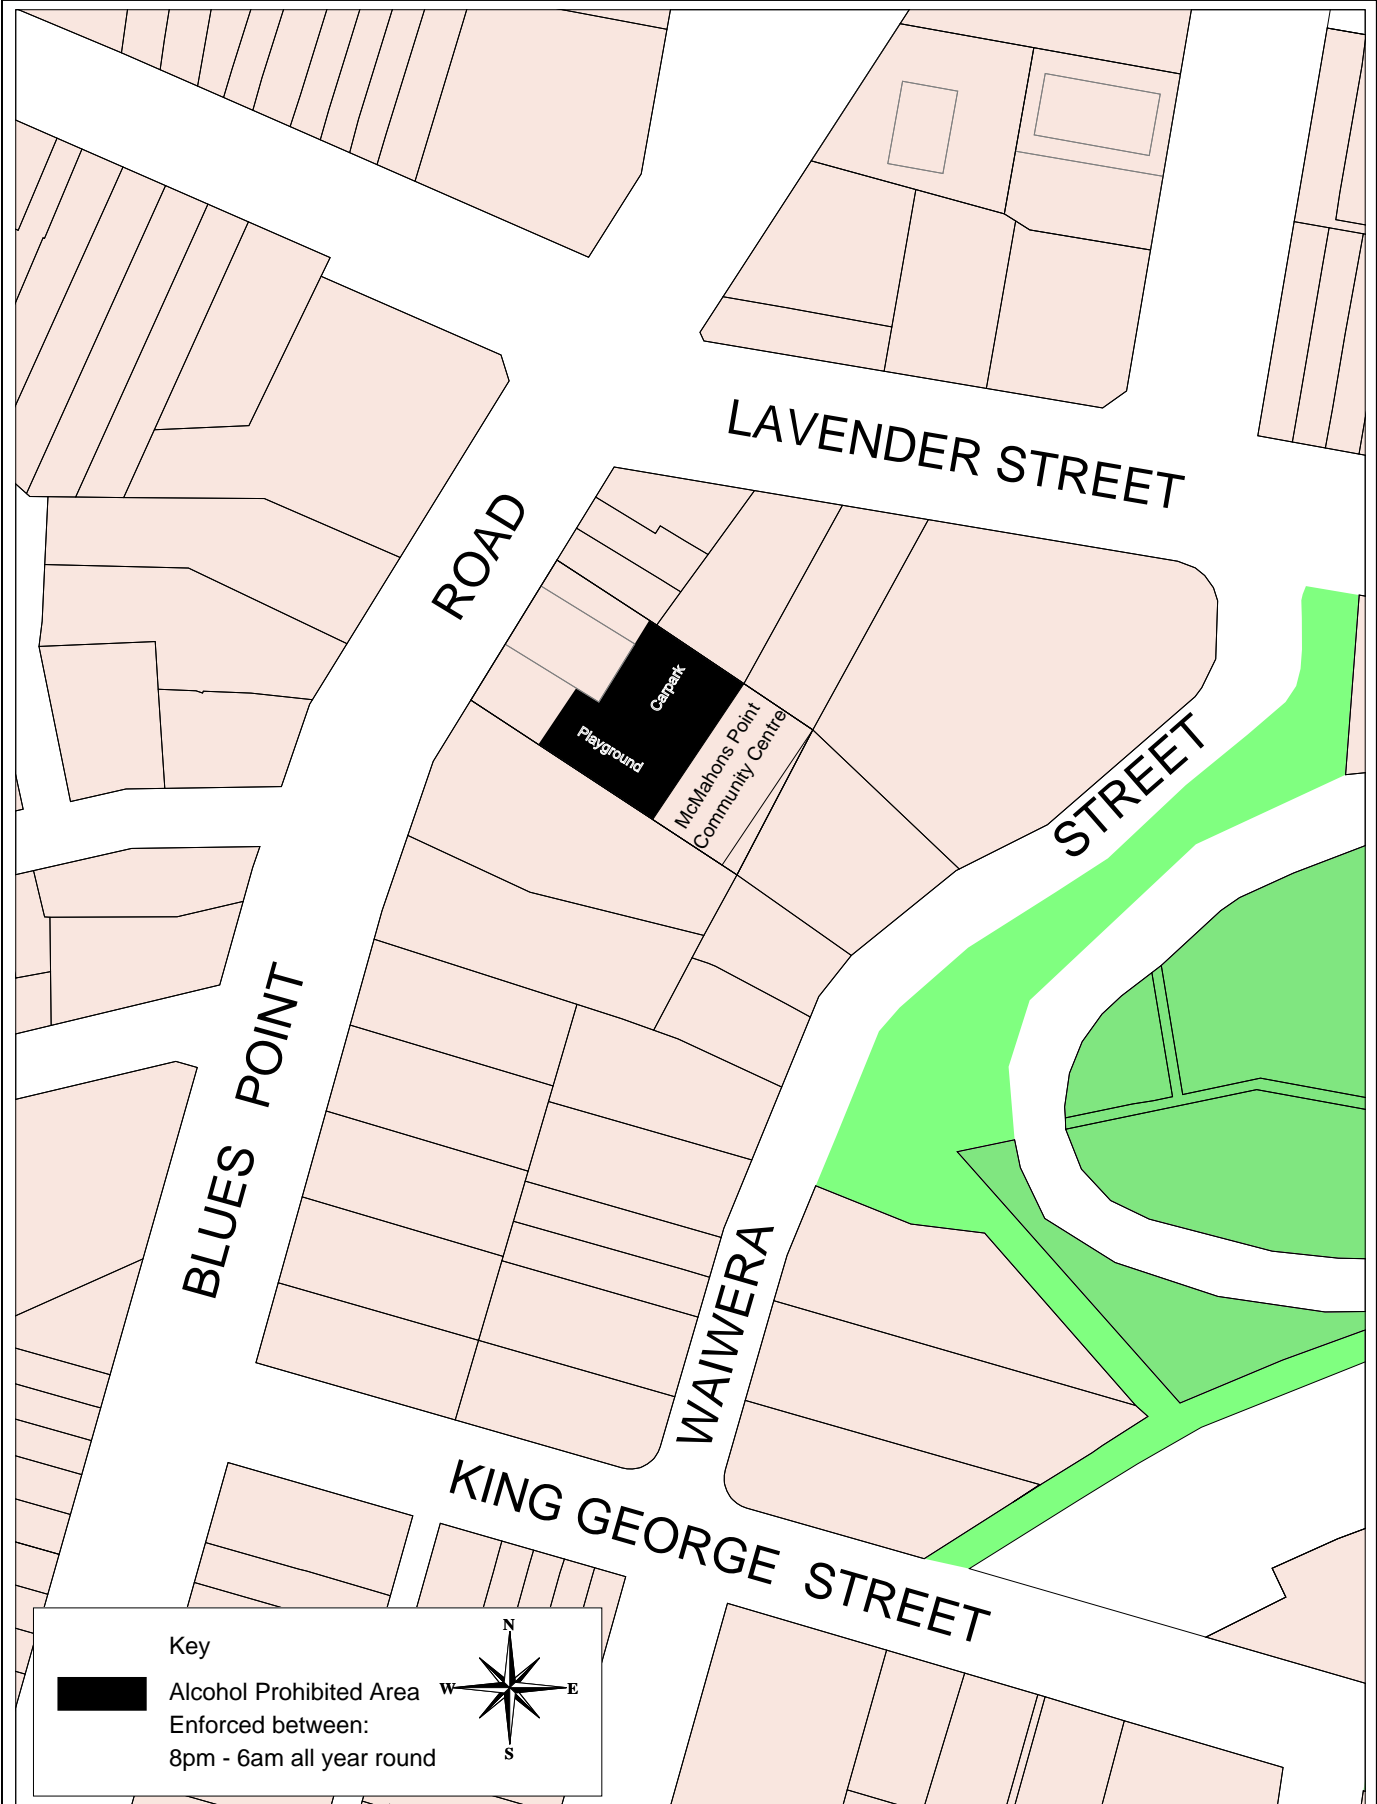 LAVENDER STREET
ROAD
Carpark
Playground
McMahons Point
Community Centre
STREET
BLUES POINT
WAIWERA
KING GEORGE STREET
Key
Alcohol Prohibited Area
Enforced between:
8pm - 6am all year round
N
W E
S